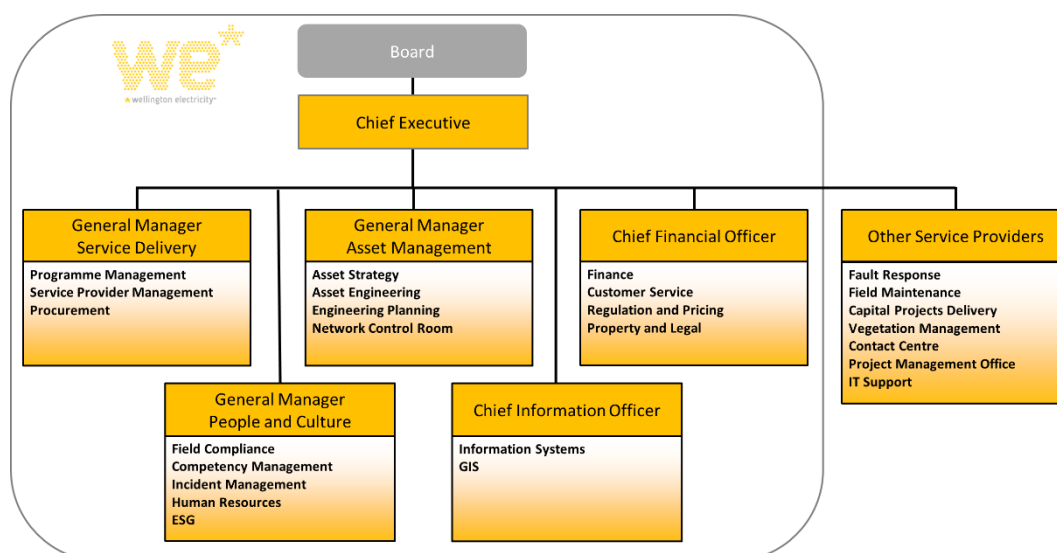 we*
*wellington electricity
Board
Chief Executive
General Manager
Service Delivery
Programme Management
Service Provider Management
Procurement
General Manager
Asset Management
Asset Strategy
Asset Engineering
Engineering Planning
Network Control Room
Chief Financial Officer
Finance
Customer Service
Regulation and Pricing
Property and Legal
Other Service Providers
Fault Response
Field Maintenance
Capital Projects Delivery
Vegetation Management
Contact Centre
Project Management Office
IT Support
General Manager
People and Culture
Field Compliance
Competency Management
Incident Management
Human Resources
ESG
Chief Information Officer
Information Systems
GIS